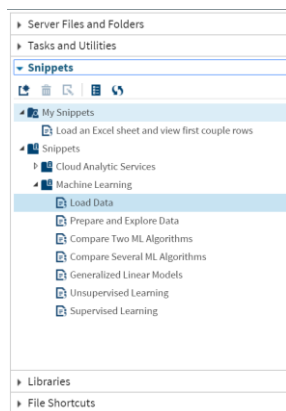 Server Files and Folders
Tasks and Utilities
Snippets
My Snippets
Load an Excel sheet and view first couple rows
Snippets
Cloud Analytic Services
Machine Learning
Load Data
Prepare and Explore Data
Compare Two ML Algorithms
Compare Several ML Algorithms
Generalized Linear Models
Unsupervised Learning
Supervised Learning
Libraries
File Shortcuts